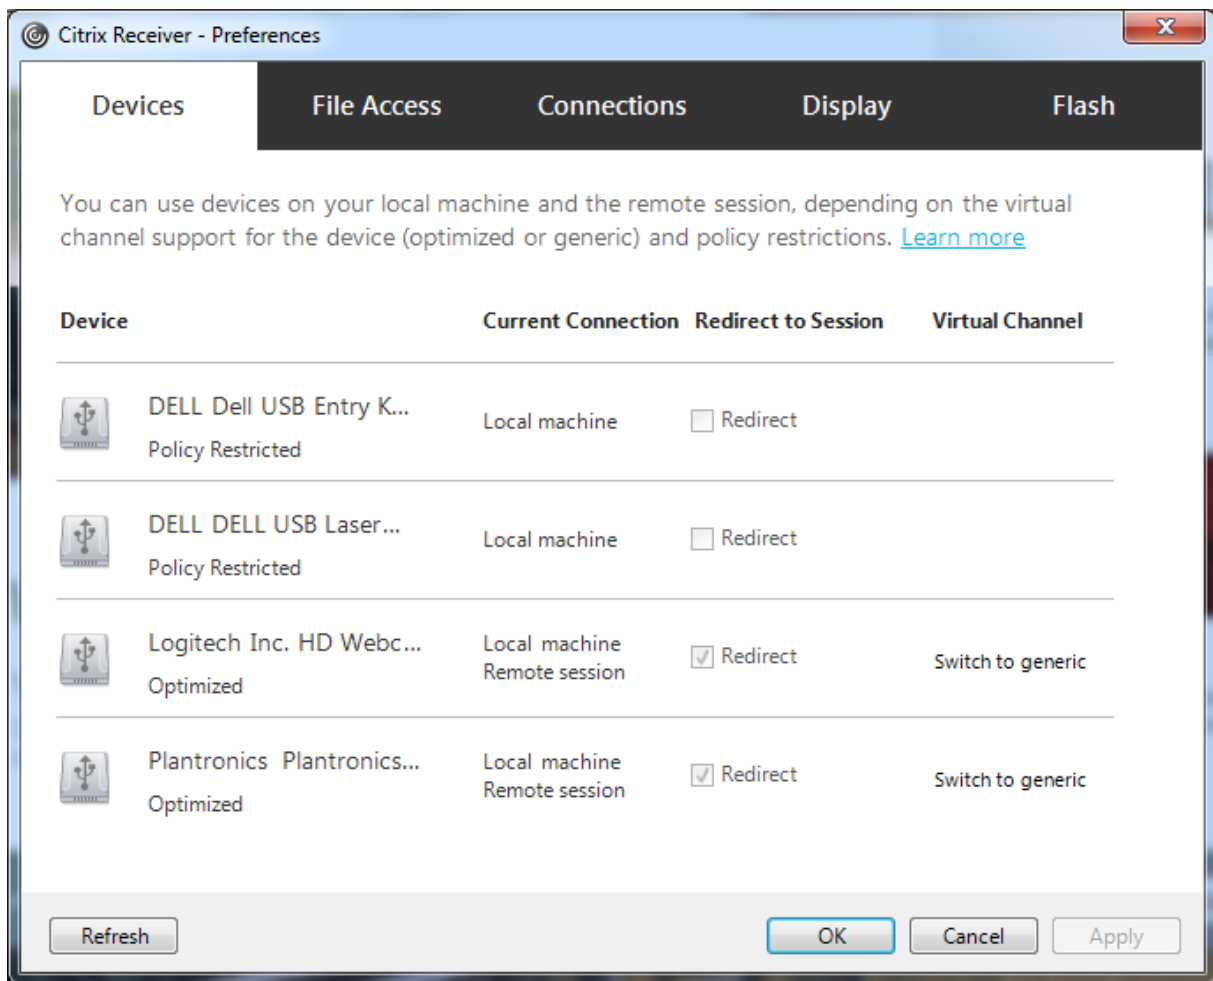 Citrix Receiver - Preferences
Devices File Access Connections Display Flash
You can use devices on your local machine and the remote session, depending on the virtual
channel support for the device (optimized or generic) and policy restrictions. Learn more
Device Current Connection Redirect to Session Virtual Channel
DELL Dell USB Entry K...
Policy Restricted
Local machine
Redirect
DELL DELL USB Laser...
Policy Restricted
Local machine
Redirect
Logitech Inc. HD Webc...
Optimized
Local machine
Remote session
Redirect
Switch to generic
Plantronics Plantronics...
Optimized
Local machine
Remote session
Redirect
Switch to generic
Refresh OK Cancel Apply